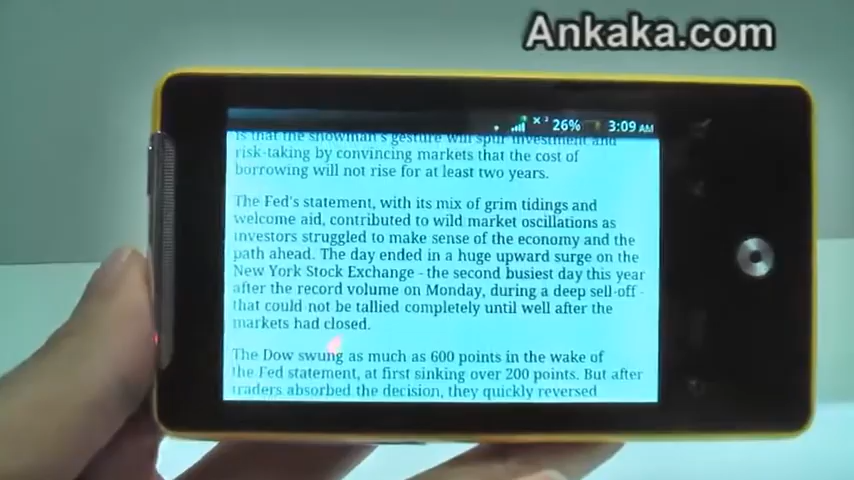 Ankaka.com
26% 3:09 AM
is that the showman's gesture will spur investment and
risk-taking by convincing markets that the cost of
borrowing will not rise for at least two years.
The Fed's statement, with its mix of grim tidings and
welcome aid, contributed to wild market oscillations as
investors struggled to make sense of the economy and the
path ahead. The day ended in a huge upward surge on the
New York Stock Exchange - the second busiest day this year
after the record volume on Monday, during a deep sell-off -
that could not be tallied completely until well after the
markets had closed.
The Dow swung as much as 600 points in the wake of
the Fed statement, at first sinking over 200 points. But after
traders absorbed the decision, they quickly reversed